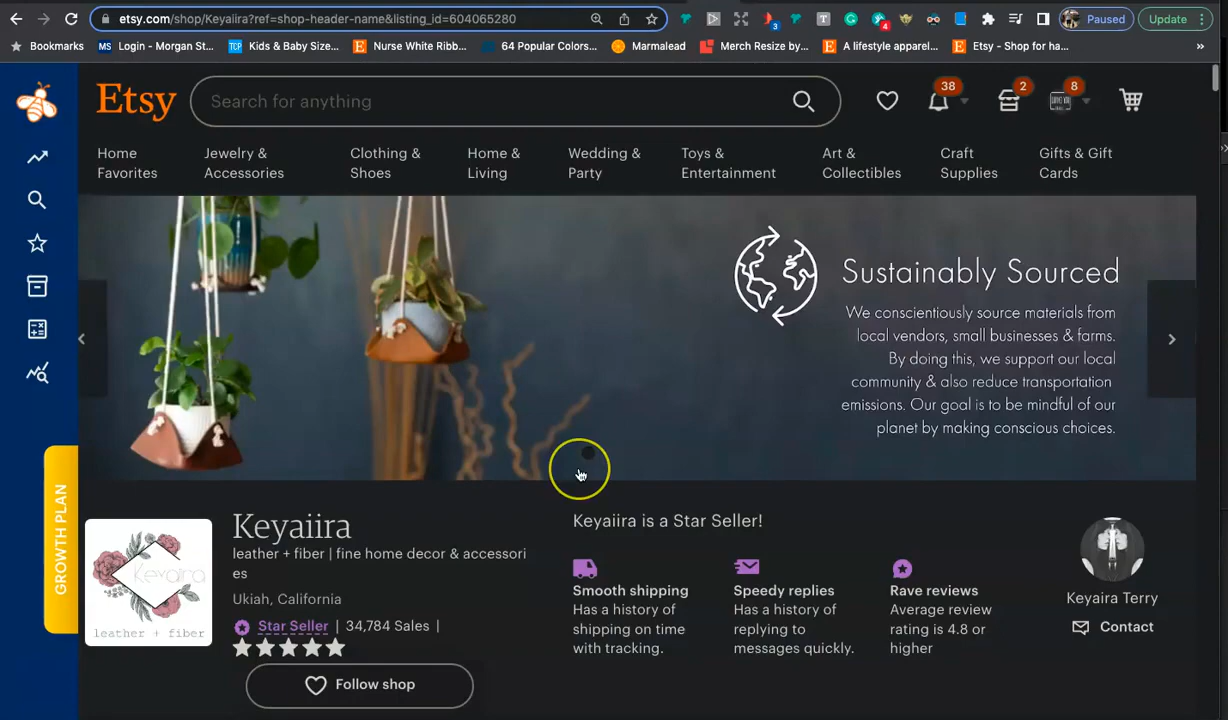 etsy.com/shop/Keyaiira?ref=shop-header-name&listing_id=604065280
3
4
Paused
Update
Bookmarks
MS Login - Morgan St...
TCP Kids & Baby Size...
E Nurse White Ribb...
64 Popular Colors...
Marmalead
Merch Resize by...
E A lifestyle apparel...
E Etsy - Shop for ha...
»
Etsy
Search for anything
38
2
8
Home Favorites
Jewelry & Accessories
Clothing & Shoes
Home & Living
Wedding & Party
Toys & Entertainment
Art & Collectibles
Craft Supplies
Gifts & Gift Cards
Sustainably Sourced
We conscientiously source materials from
local vendors, small businesses & farms.
By doing this, we support our local
community & also reduce transportation
emissions. Our goal is to be mindful of our
planet by making conscious choices.
GROWTH PLAN
Keyaiira
leather + fiber
Keyaiira
leather + fiber | fine home decor & accessori
es
Ukiah, California
Star Seller | 34,784 Sales |
Follow shop
Keyaiira is a Star Seller!
Smooth shipping
Has a history of
shipping on time
with tracking.
Speedy replies
Has a history of
replying to
messages quickly.
Rave reviews
Average review
rating is 4.8 or
higher
Keyaira Terry
Contact